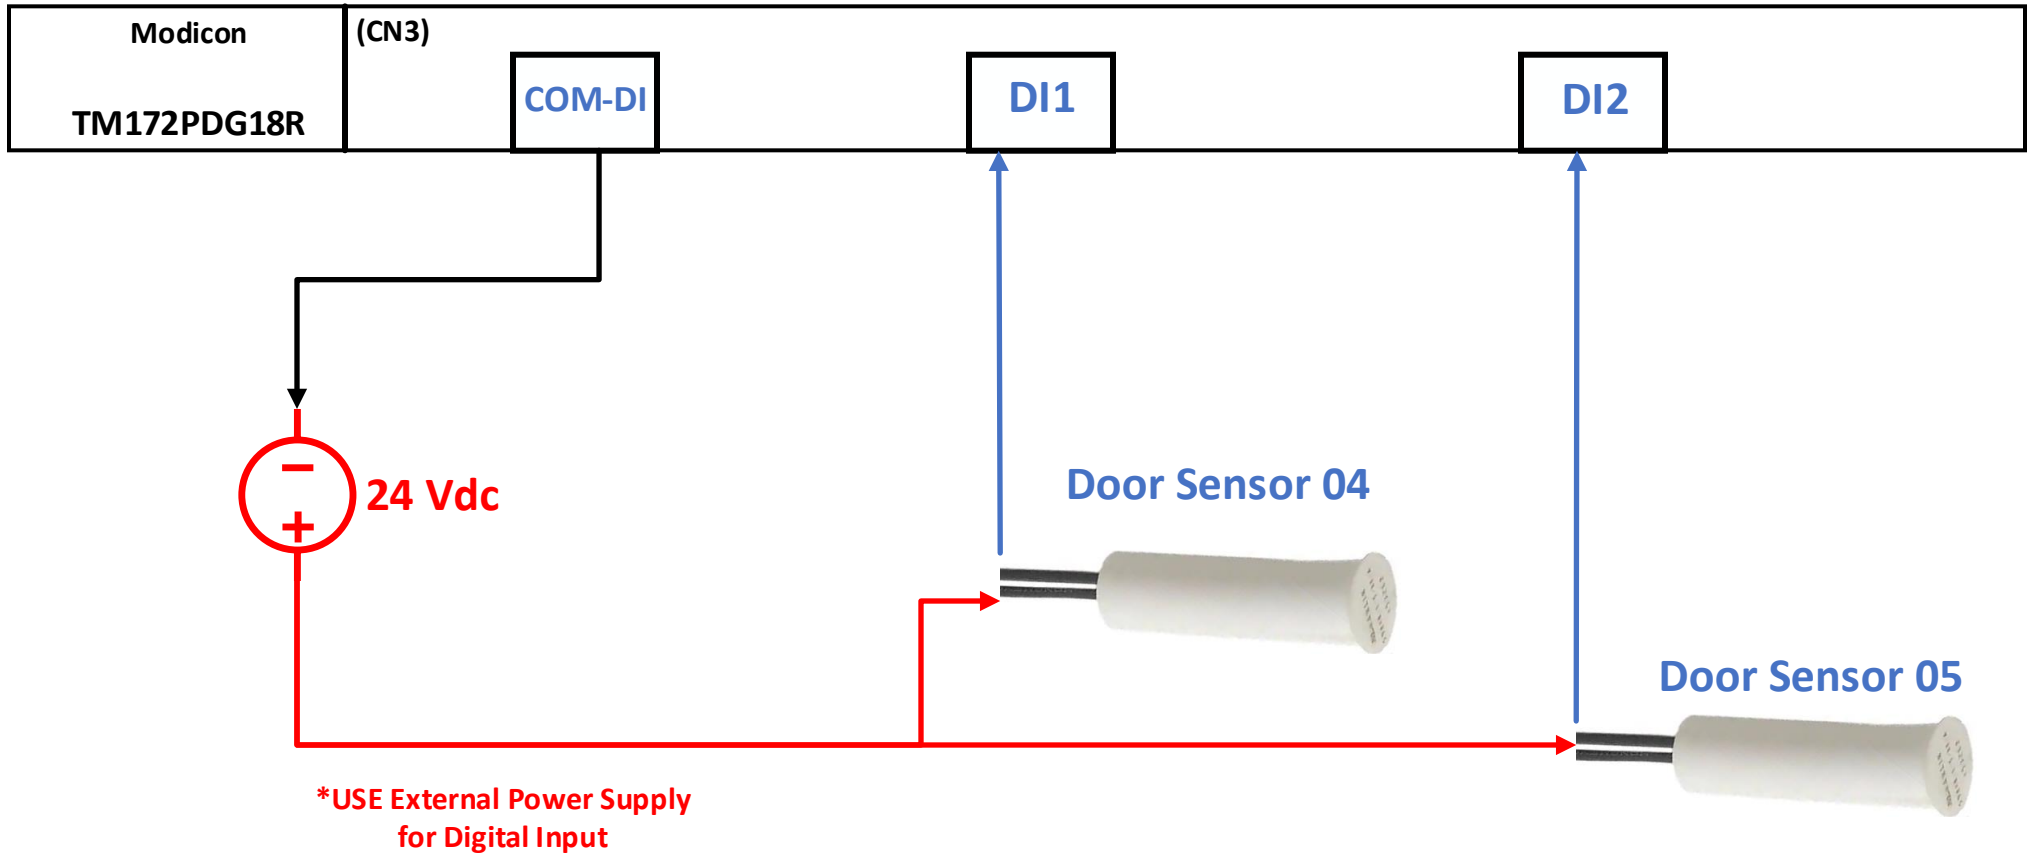 Modicon
TM172PDG18R
(CN3)
COM-DI
DI1
DI2
24 Vdc
Door Sensor 04
Door Sensor 05
*USE External Power Supply
for Digital Input